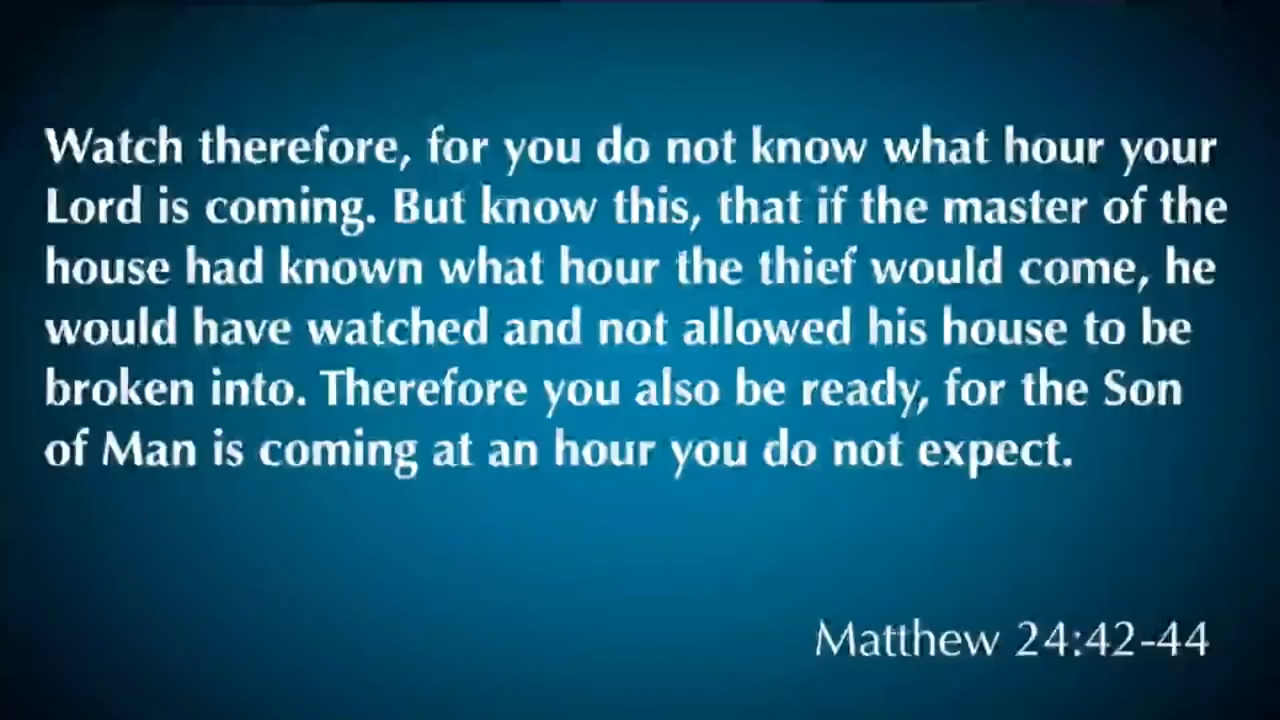 Watch therefore, for you do not know what hour your
Lord is coming. But know this, that if the master of the
house had known what hour the thief would come, he
would have watched and not allowed his house to be
broken into. Therefore you also be ready, for the Son
of Man is coming at an hour you do not expect.
Matthew 24:42-44